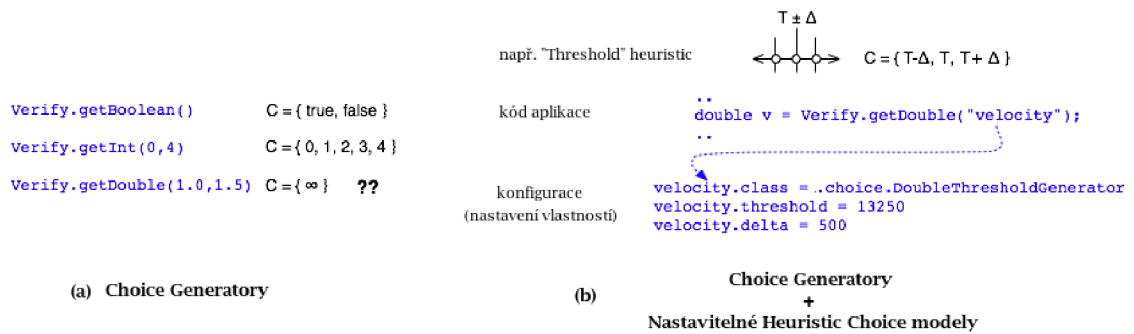 T ± Δ
např. "Threshold" heuristic
C = { T-Δ, T, T+ Δ }
Verify.getBoolean() C = { true, false }
Verify.getInt(0,4) C = { 0, 1, 2, 3, 4 }
Verify.getDouble(1.0,1.5) C = { ∞ } ??
(a) Choice Generatory
kód aplikace
..
double v = Verify.getDouble("velocity");
..
konfigurace
(nastavení vlastností)
velocity.class = ..choice.DoubleThresholdGenerator
velocity.threshold = 13250
velocity.delta = 500
(b)
Choice Generatory
+
Nastavitelné Heuristic Choice modely